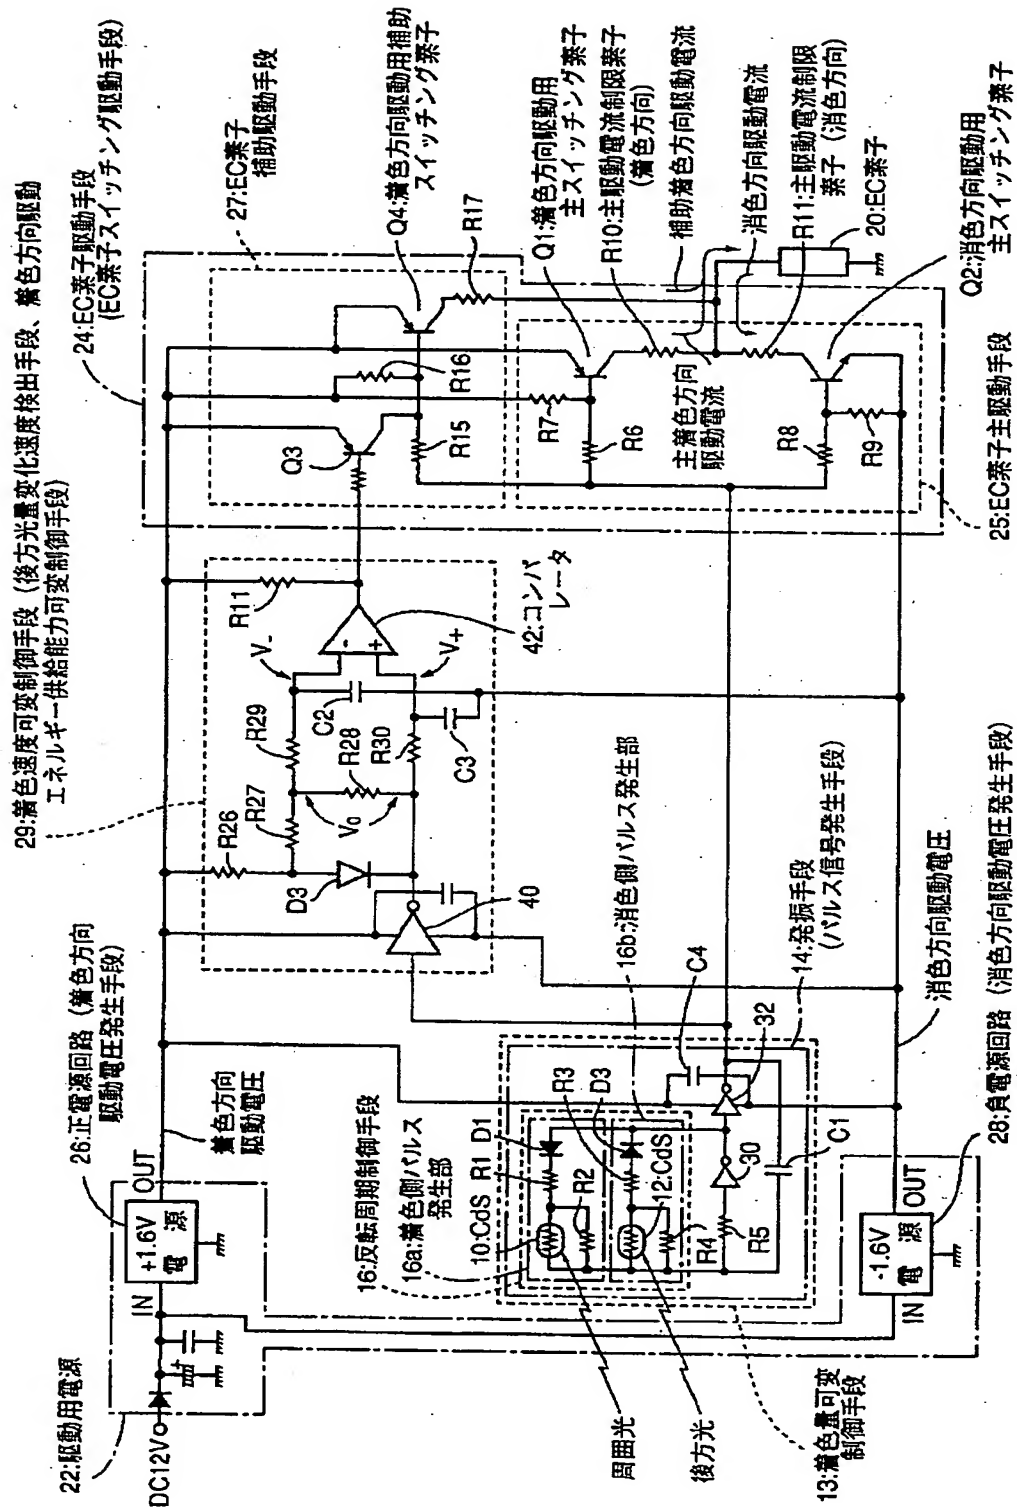 29:着色速度可変制御手段（後方光量変化速度検出手段、着色方向駆動
エネルギー供給能力可変制御手段）
24:EC素子駆動手段
(EC素子スイッチング駆動手段)
27:EC素子
補助駆動手段
Q4:着色方向駆動用補助
スイッチング素子
R17
Q1:着色方向駆動用
主スイッチング素子
R10:主駆動電流制限素子
(着色方向)
補助着色方向駆動電流
消色方向駆動電流
R11:主駆動電流制限
素子（消色方向）
20:EC素子
Q2:消色方向駆動用
主スイッチング素子
25:EC素子主駆動手段
Q3
R16
R15
R7
R6
主着色方向
駆動電流
R8
R9
R11
42:コンパ
レータ
V-
V+
C2
C3
R29
R28
R30
R27
V0
R26
D3
40
26:正電源回路（着色方向
駆動電圧発生手段）
着色方向
駆動電圧
OUT
+1.6V
電源
IN
22:駆動用電源
DC12V
16:反転周期制御手段
16a:着色側パルス
発生部
10:CdS
R1
D1
R2
R3
D3
12:CdS
R4
R5
30
32
C4
C1
16b:消色側パルス発生部
14:発振手段
(パルス信号発生手段)
消色方向駆動電圧
28:負電源回路（消色方向駆動電圧発生手段）
OUT
-1.6V
電源
IN
周囲光
後方光
13:着色量可変
制御手段